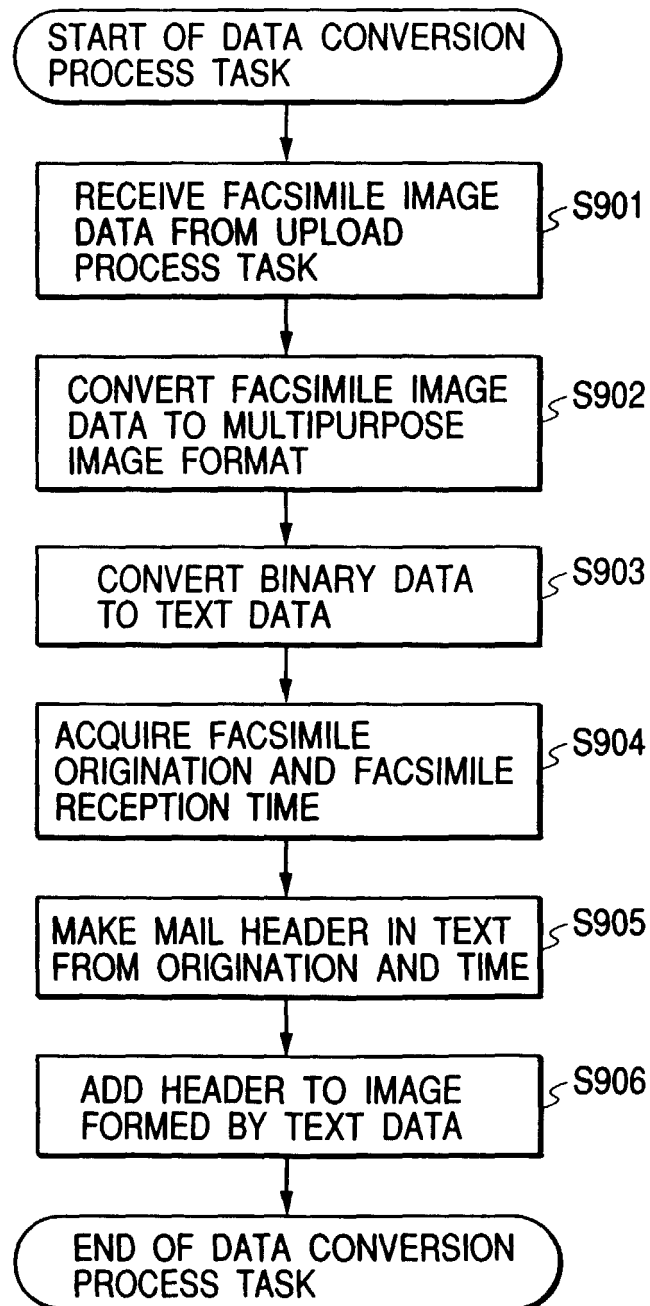 START OF DATA CONVERSION
PROCESS TASK
RECEIVE FACSIMILE IMAGE
DATA FROM UPLOAD
PROCESS TASK
S901
CONVERT FACSIMILE IMAGE
DATA TO MULTIPURPOSE
IMAGE FORMAT
S902
CONVERT BINARY DATA
TO TEXT DATA
S903
ACQUIRE FACSIMILE
ORIGINATION AND FACSIMILE
RECEPTION TIME
S904
MAKE MAIL HEADER IN TEXT
FROM ORIGINATION AND TIME
S905
ADD HEADER TO IMAGE
FORMED BY TEXT DATA
S906
END OF DATA CONVERSION
PROCESS TASK